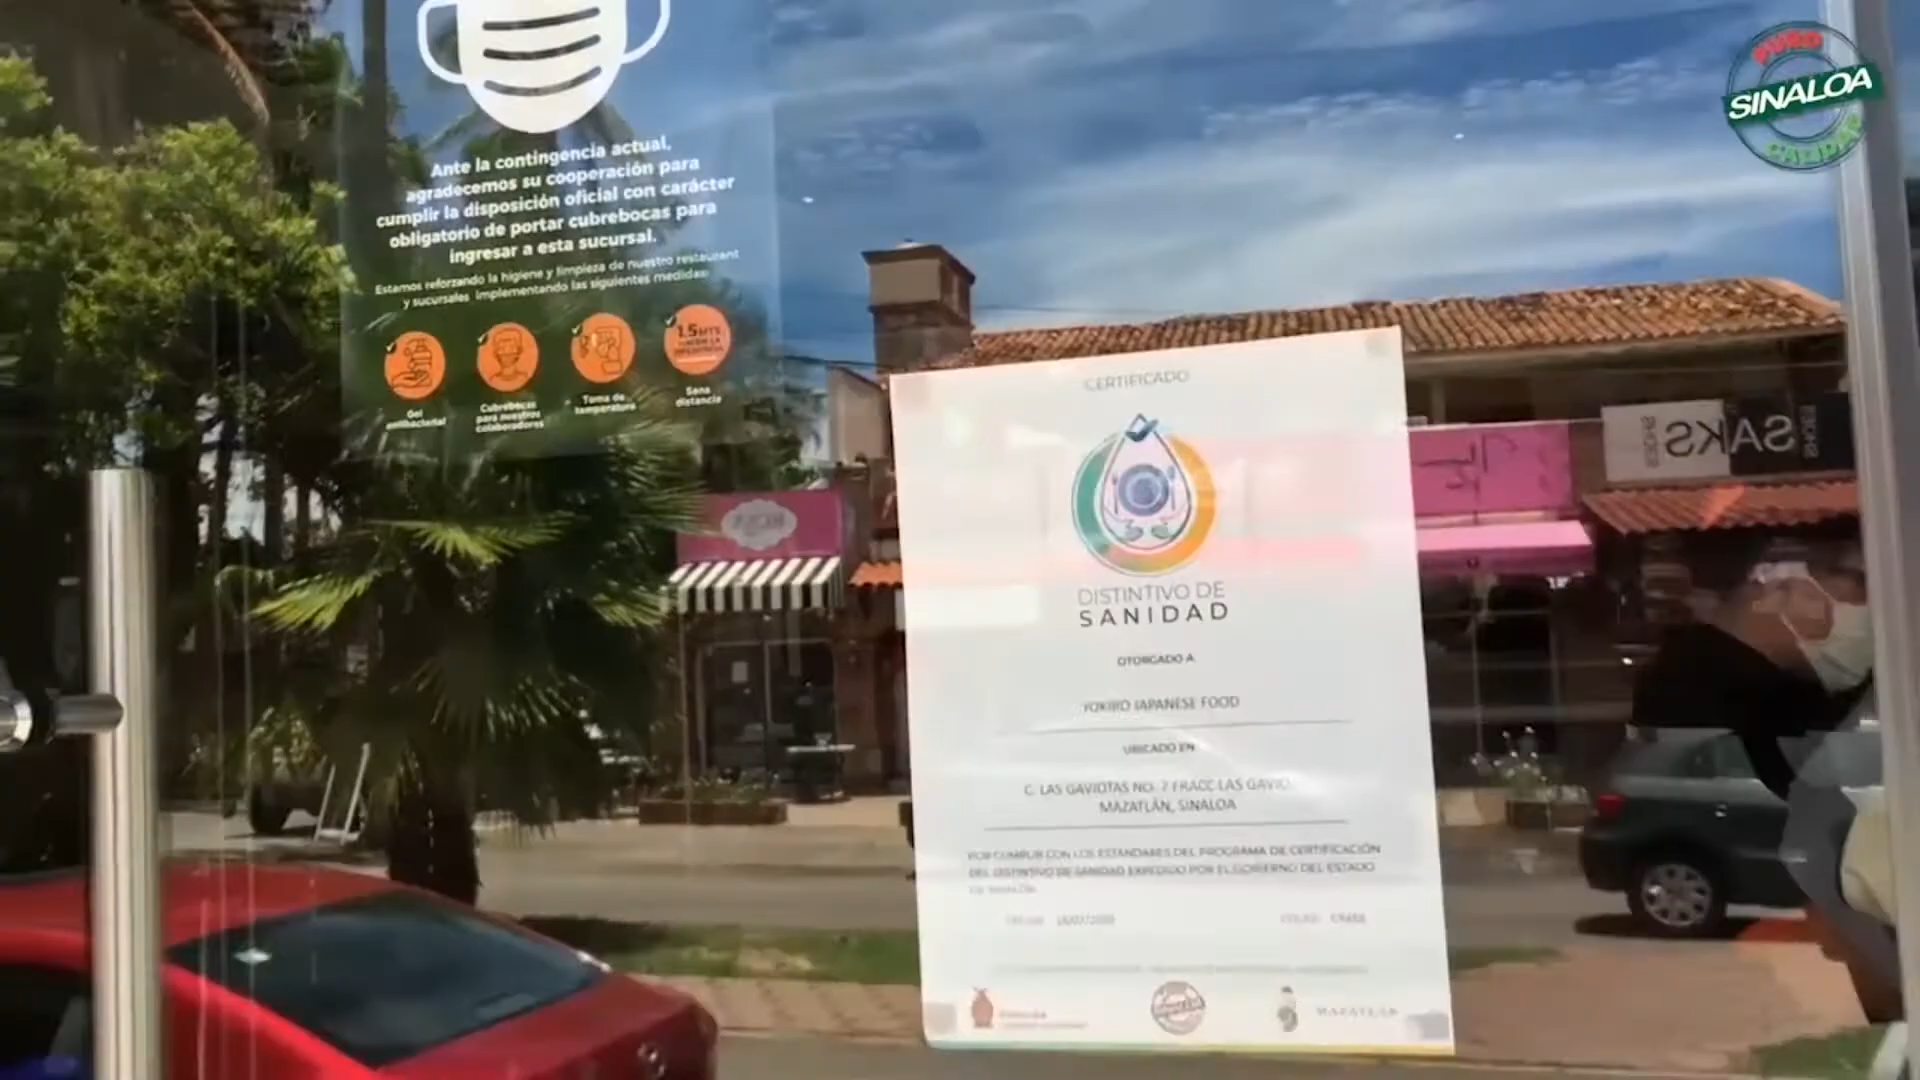 Ante la contingencia actual,
agradecemos su cooperación para
cumplir la disposición oficial con carácter
obligatorio de portar cubrebocas para
ingresar a esta sucursal.
Estamos reforzando la higiene y limpieza de nuestro restaurant
y sucursales implementando las siguientes medidas:
Gel
antibacterial
Cubrebocas
para nuestros
colaboradores
Toma de
temperatura
1.5 MTS
Sana
distancia
PURO
SINALOA
CALIDAD
CERTIFICADO
DISTINTIVO DE
SANIDAD
OTORGADO A
JAPANESE FOOD
UBICADO EN
C. LAS GAVIOTAS NO. 7 FRACC LAS
MAZATLÁN, SINALOA
POR CUMPLIR CON LOS ESTÁNDARES DEL PROGRAMA DE CERTIFICACIÓN
DEL DISTINTIVO DE SANIDAD EXPEDIDO POR EL GOBIERNO DEL ESTADO
MAZATLÁN
SAKS
SHOES